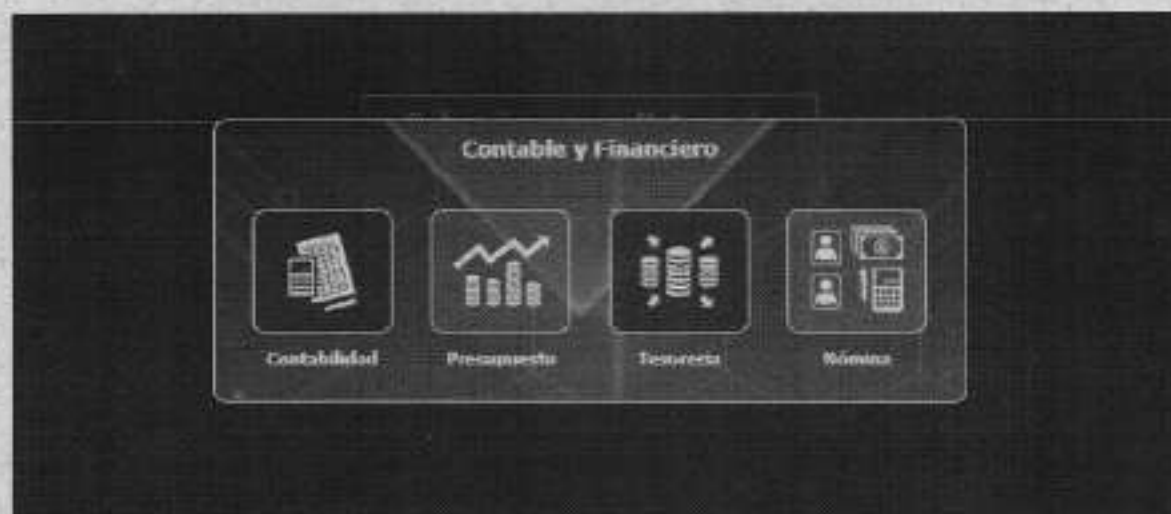 Contable y Financiero
Contabilidad
Presupuesto
Tesorería
Nómina